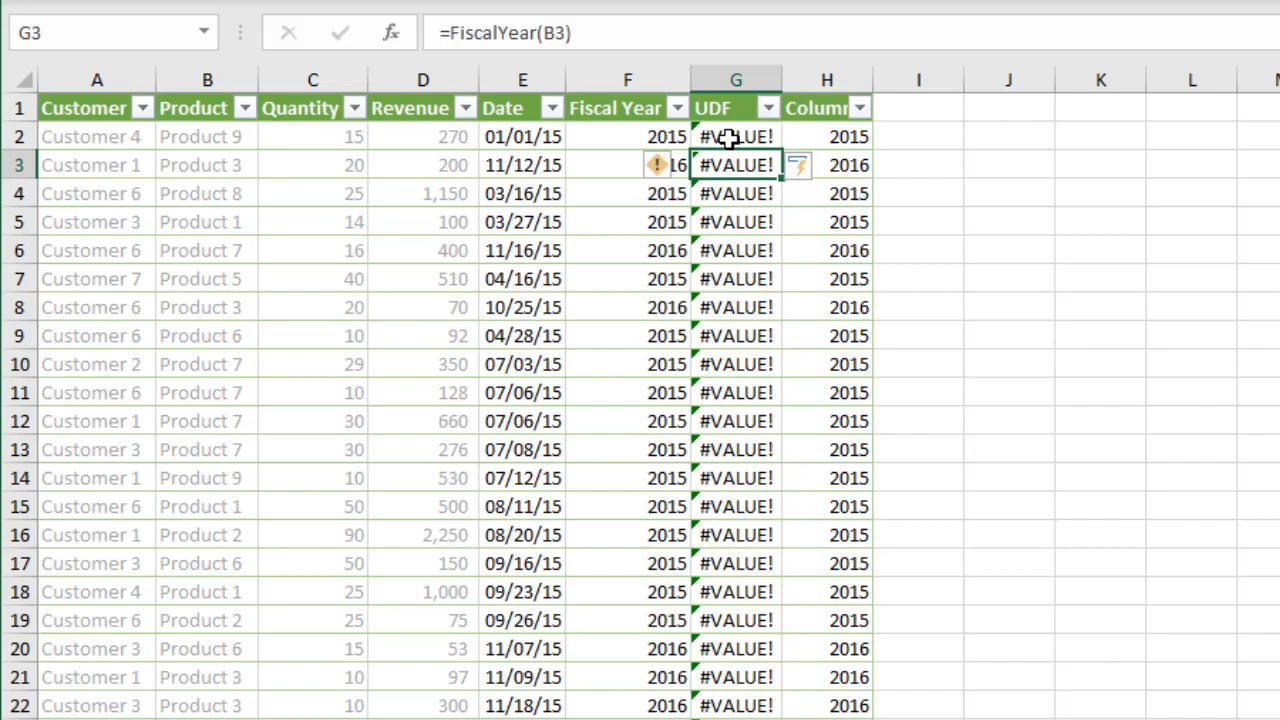 G3 fx =FiscalYear(B3)
A B C D E F G H I J K L
1 Customer Product Quantity Revenue Date Fiscal Year UDF Colum
2 Customer 4 Product 9 15 270 01/01/15 2015 #VALUE! 2015
3 Customer 1 Product 3 20 200 11/12/15 16 #VALUE! 2016
4 Customer 6 Product 8 25 1,150 03/16/15 2015 #VALUE! 2015
5 Customer 3 Product 1 14 100 03/27/15 2015 #VALUE! 2015
6 Customer 6 Product 7 16 400 11/16/15 2016 #VALUE! 2016
7 Customer 7 Product 5 40 510 04/16/15 2015 #VALUE! 2015
8 Customer 6 Product 3 20 70 10/25/15 2016 #VALUE! 2016
9 Customer 6 Product 6 10 92 04/28/15 2015 #VALUE! 2015
10 Customer 2 Product 7 29 350 07/03/15 2015 #VALUE! 2015
11 Customer 6 Product 7 10 128 07/06/15 2015 #VALUE! 2015
12 Customer 1 Product 7 30 660 07/06/15 2015 #VALUE! 2015
13 Customer 3 Product 7 30 276 07/08/15 2015 #VALUE! 2015
14 Customer 1 Product 9 10 530 07/12/15 2015 #VALUE! 2015
15 Customer 6 Product 1 50 500 08/11/15 2015 #VALUE! 2015
16 Customer 1 Product 2 90 2,250 08/20/15 2015 #VALUE! 2015
17 Customer 3 Product 6 50 150 09/16/15 2015 #VALUE! 2015
18 Customer 4 Product 1 25 1,000 09/23/15 2015 #VALUE! 2015
19 Customer 6 Product 2 25 75 09/26/15 2015 #VALUE! 2015
20 Customer 3 Product 6 15 53 11/07/15 2016 #VALUE! 2016
21 Customer 1 Product 3 10 97 11/09/15 2016 #VALUE! 2016
22 Customer 3 Product 3 10 300 11/18/15 2016 #VALUE! 2016